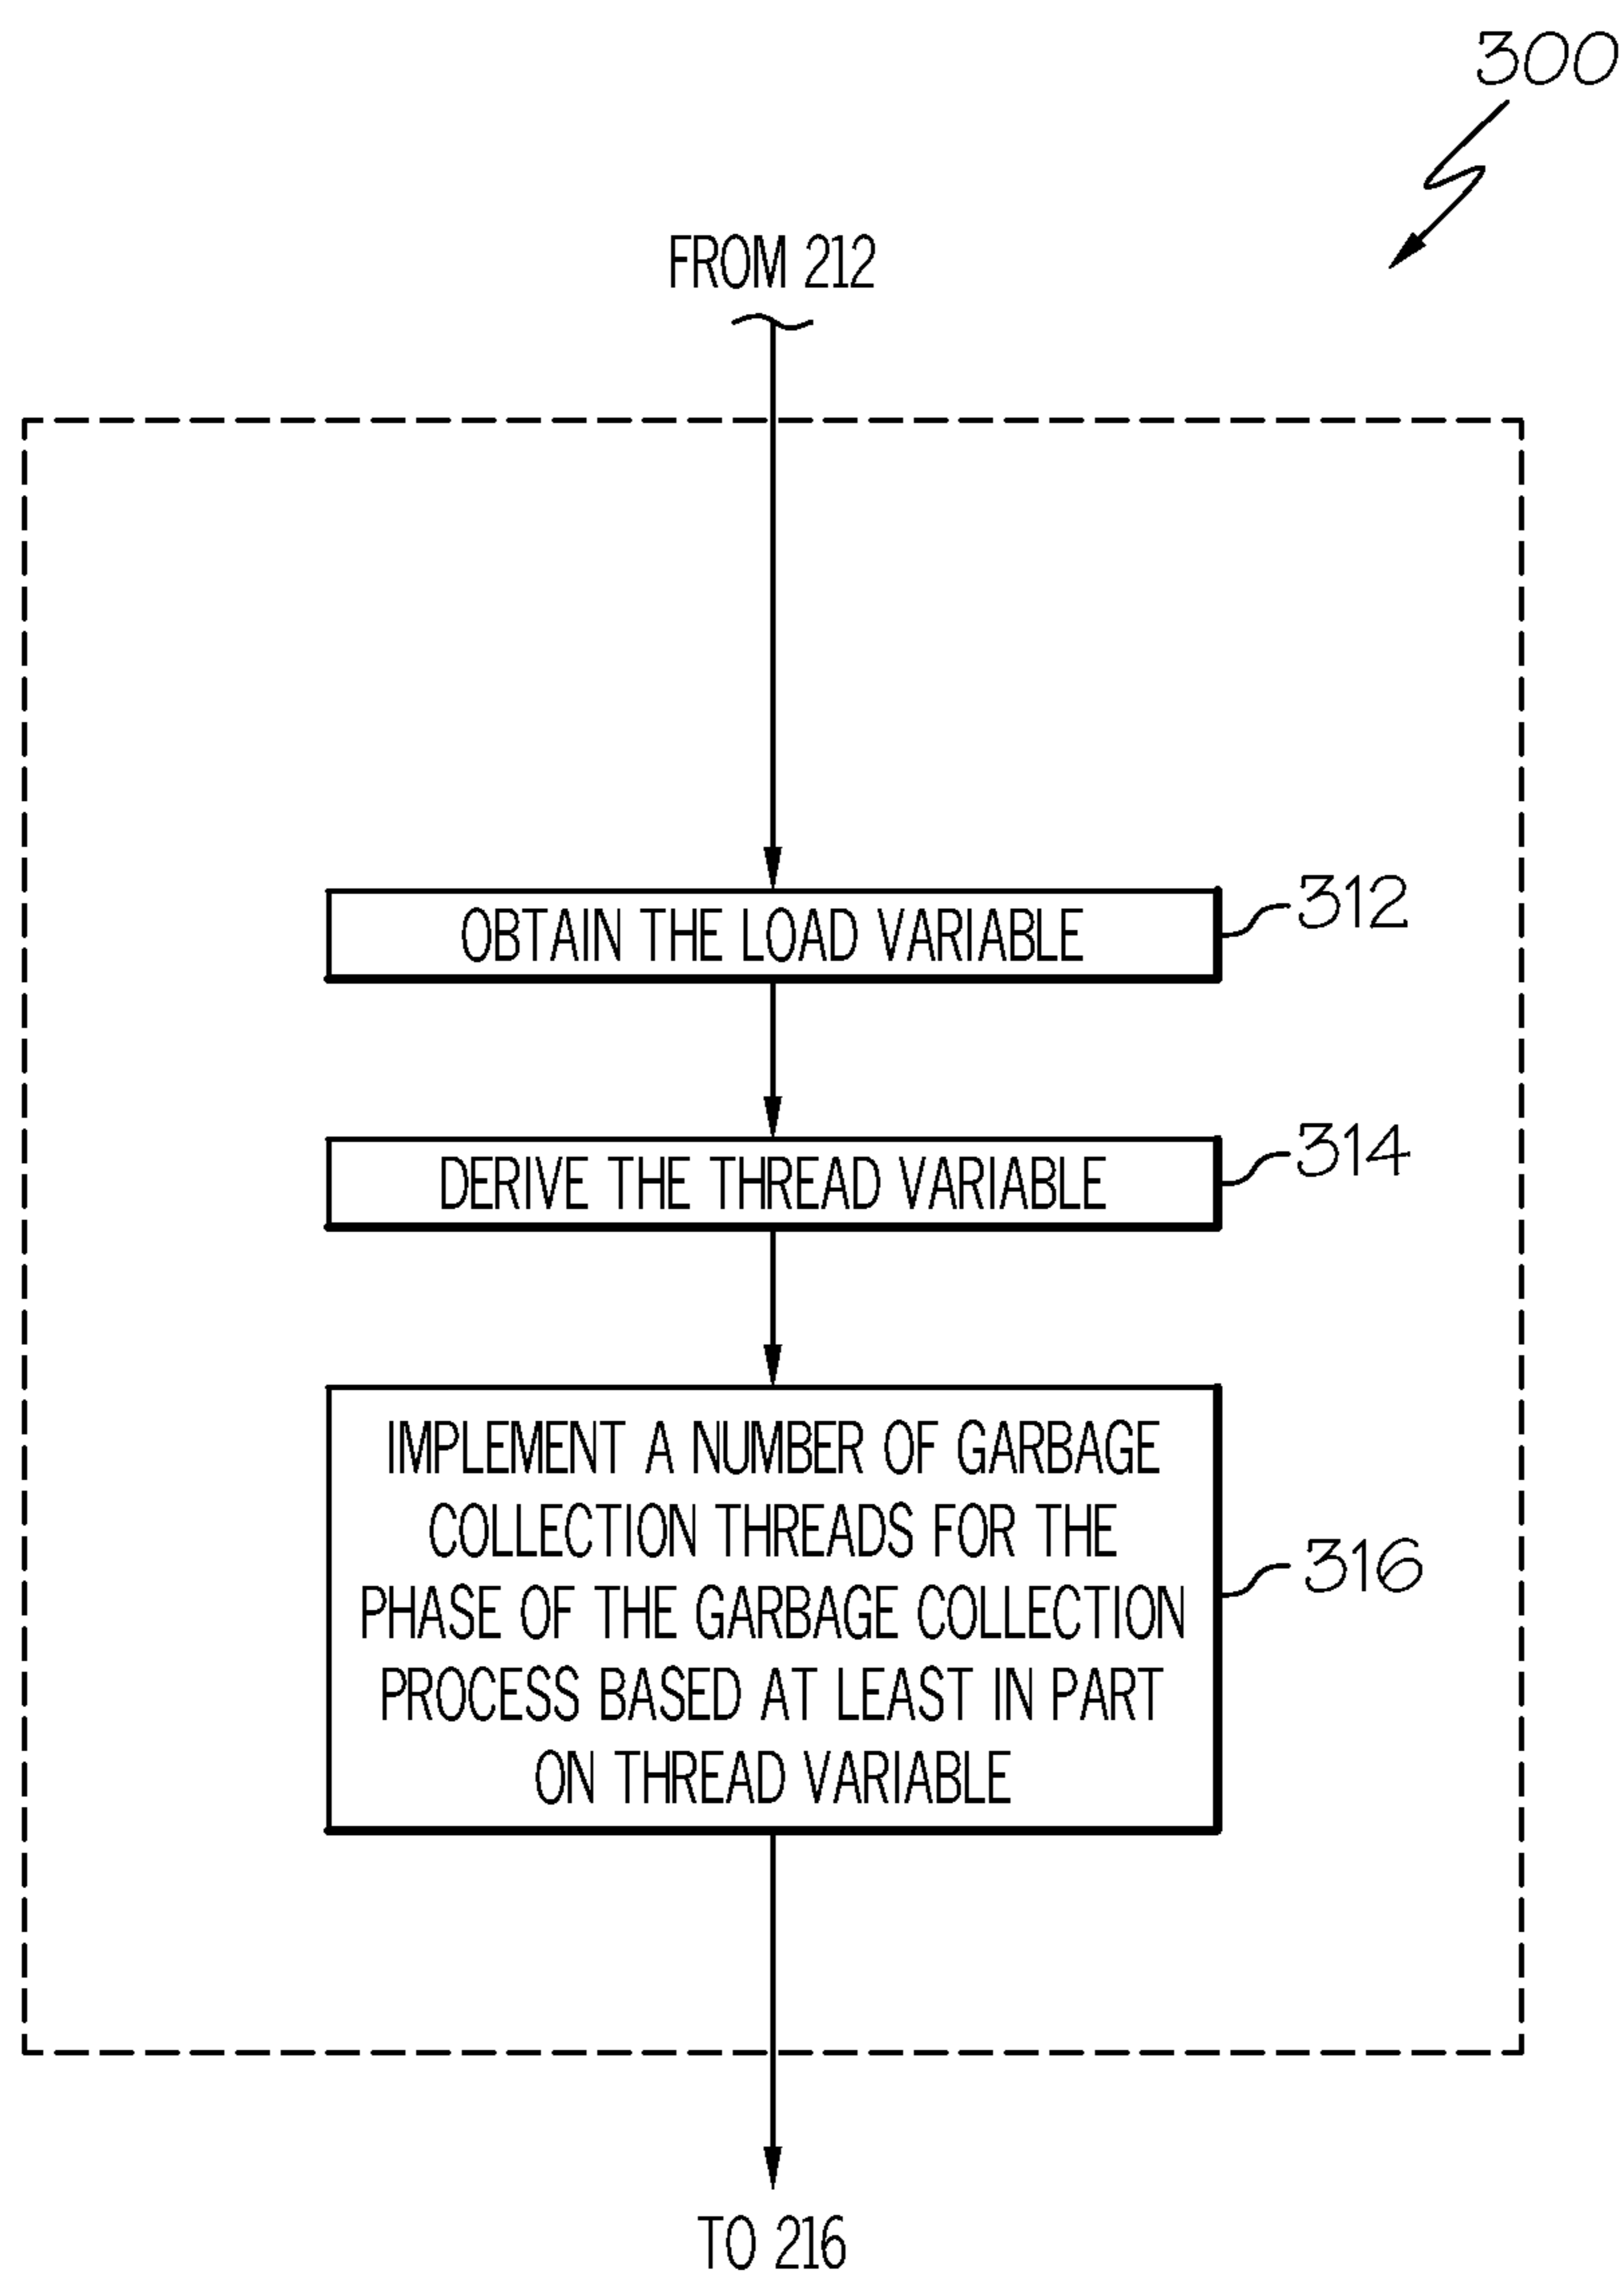 300
FROM 212
OBTAIN THE LOAD VARIABLE
312
DERIVE THE THREAD VARIABLE
314
IMPLEMENT A NUMBER OF GARBAGE
COLLECTION THREADS FOR THE
PHASE OF THE GARBAGE COLLECTION
PROCESS BASED AT LEAST IN PART
ON THREAD VARIABLE
316
TO 216